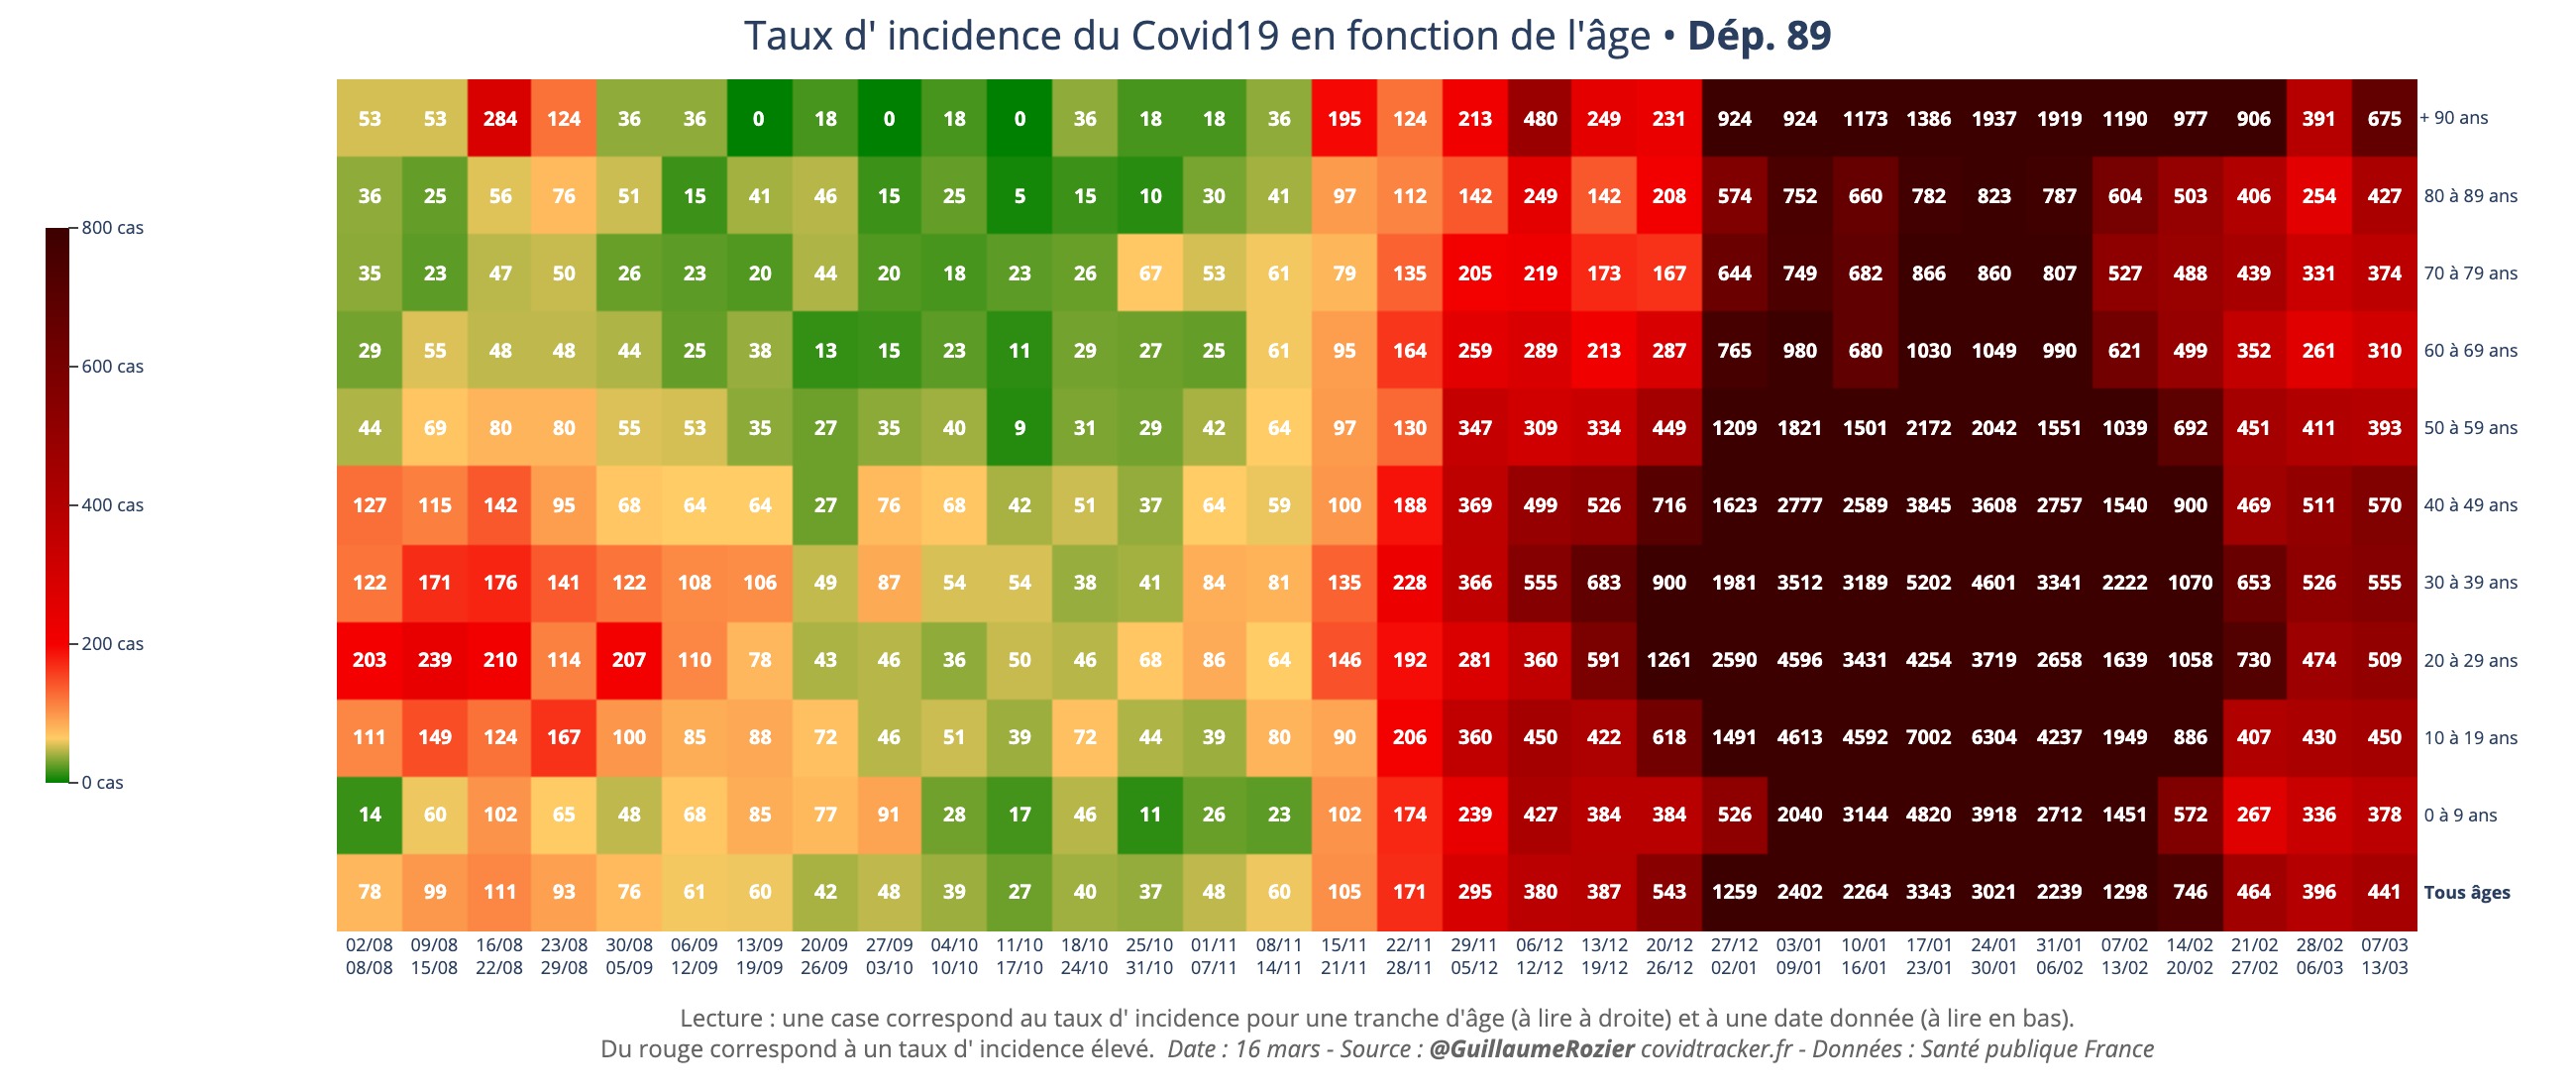 Taux d' incidence du Covid19 en fonction de l'âge • Dép. 89
53 53 284 124 36 36 0 18 0 18 0 36 18 18 36 195 124 213 480 249 231 924 924 1173 1386 1937 1919 1190 977 906 391 675 + 90 ans
36 25 56 76 51 15 41 46 15 25 5 15 10 30 41 97 112 142 249 142 208 574 752 660 782 823 787 604 503 406 254 427 80 à 89 ans
800 cas
35 23 47 50 26 23 20 44 20 18 23 26 67 53 61 79 135 205 219 173 167 644 749 682 866 860 807 527 488 439 331 374 70 à 79 ans
29 55 48 48 44 25 38 13 15 23 11 29 27 25 61 95 164 259 289 213 287 765 980 680 1030 1049 990 621 499 352 261 310 60 à 69 ans
600 cas
44 69 80 80 55 53 35 27 35 40 9 31 29 42 64 97 130 347 309 334 449 1209 1821 1501 2172 2042 1551 1039 692 451 411 393 50 à 59 ans
400 cas
127 115 142 95 68 64 64 27 76 68 42 51 37 64 59 100 188 369 499 526 716 1623 2777 2589 3845 3608 2757 1540 900 469 511 570 40 à 49 ans
122 171 176 141 122 108 106 49 87 54 54 38 41 84 81 135 228 366 555 683 900 1981 3512 3189 5202 4601 3341 2222 1070 653 526 555 30 à 39 ans
200 cas
203 239 210 114 207 110 78 43 46 36 50 46 68 86 64 146 192 281 360 591 1261 2590 4596 3431 4254 3719 2658 1639 1058 730 474 509 20 à 29 ans
111 149 124 167 100 85 88 72 46 51 39 72 44 39 80 90 206 360 450 422 618 1491 4613 4592 7002 6304 4237 1949 886 407 430 450 10 à 19 ans
0 cas
14 60 102 65 48 68 85 77 91 28 17 46 11 26 23 102 174 239 427 384 384 526 2040 3144 4820 3918 2712 1451 572 267 336 378 0 à 9 ans
78 99 111 93 76 61 60 42 48 39 27 40 37 48 60 105 171 295 380 387 543 1259 2402 2264 3343 3021 2239 1298 746 464 396 441 Tous âges
02/08 09/08 16/08 23/08 30/08 06/09 13/09 20/09 27/09 04/10 11/10 18/10 25/10 01/11 08/11 15/11 22/11 29/11 06/12 13/12 20/12 27/12 03/01 10/01 17/01 24/01 31/01 07/02 14/02 21/02 28/02 07/03
08/08 15/08 22/08 29/08 05/09 12/09 19/09 26/09 03/10 10/10 17/10 24/10 31/10 07/11 14/11 21/11 28/11 05/12 12/12 19/12 26/12 02/01 09/01 16/01 23/01 30/01 06/02 13/02 20/02 27/02 06/03 13/03
Lecture : une case correspond au taux d' incidence pour une tranche d'âge (à lire à droite) et à une date donnée (à lire en bas).
Du rouge correspond à un taux d' incidence élevé. Date : 16 mars - Source : @GuillaumeRozier covidtracker.fr - Données : Santé publique France